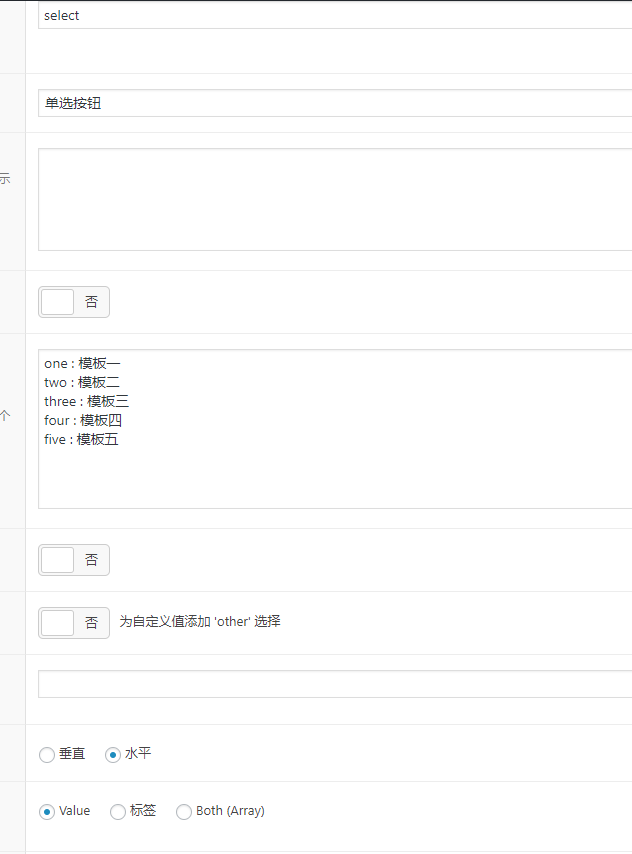 select
单选按钮
示
否
one : 模板一
two : 模板二
three : 模板三
four : 模板四
five : 模板五
个
否
否 为自定义值添加 'other' 选择
垂直 水平
Value 标签 Both (Array)